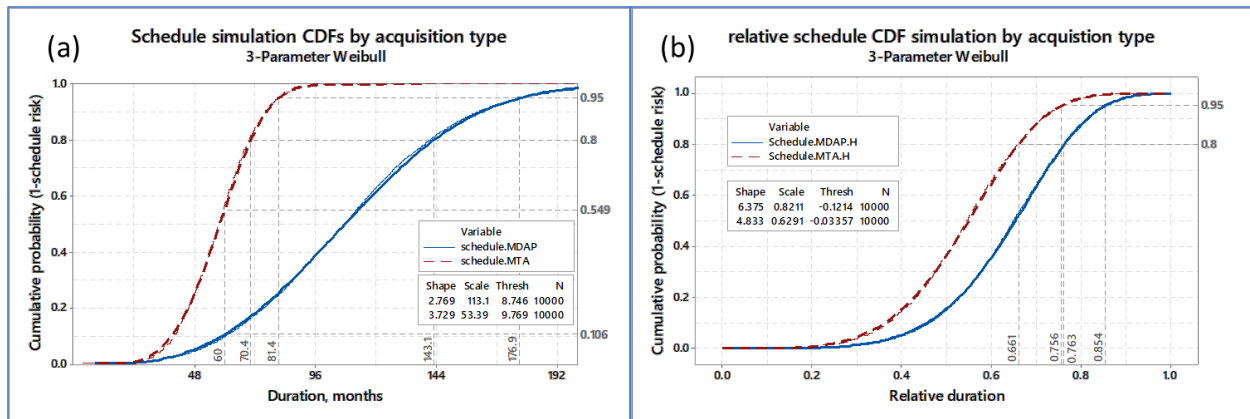 (a)
Schedule simulation CDFs by acquisition type
3-Parameter Weibull
Cumulative probability (1-schedule risk)
1.0
0.8
0.6
0.4
0.2
0.0
0.95
0.8
0.549
0.106
Variable
schedule.MDAP
schedule.MTA
Shape Scale Thresh N
2.769 113.1 8.746 10000
3.729 53.39 9.769 10000
60
70.4
81.4
143.1
176.9
48 96 144 192
Duration, months
(b)
relative schedule CDF simulation by acquistion type
3-Parameter Weibull
Cumulative probability (1-schedule risk)
1.0
0.8
0.6
0.4
0.2
0.0
0.95
0.8
Variable
Schedule.MDAP.H
Schedule.MTA.H
Shape Scale Thresh N
6.375 0.8211 -0.1214 10000
4.833 0.6291 -0.03357 10000
0.661
0.756
0.763
0.854
0.0 0.2 0.4 0.6 0.8 1.0
Relative duration